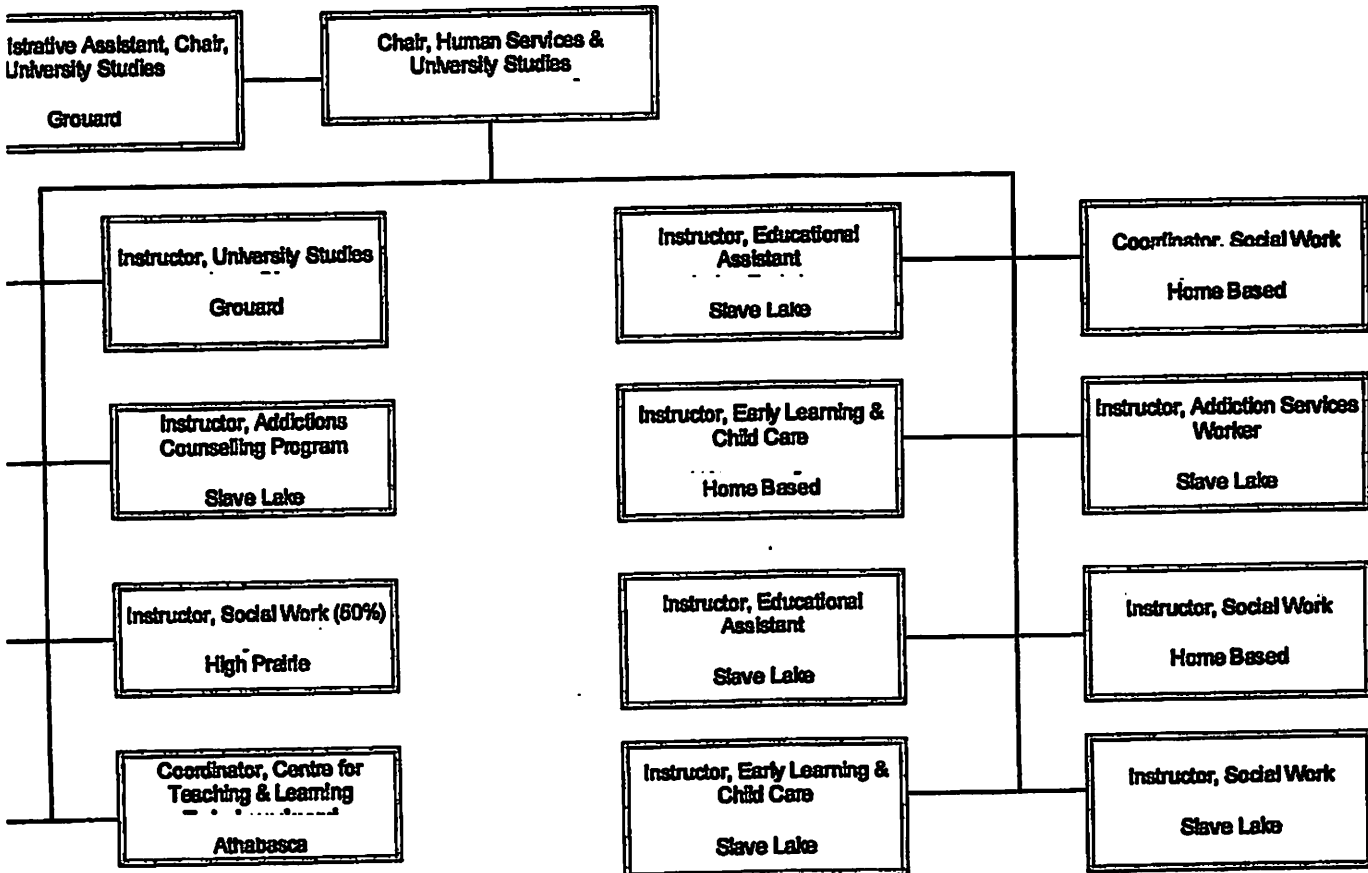 istrative Assistant, Chair,
University Studies
Grouard
Chair, Human Services &
University Studies
Instructor, University Studies
Grouard
Instructor, Educational
Assistant
Slave Lake
Coordinator, Social Work
Home Based
Instructor, Addictions
Counselling Program
Slave Lake
Instructor, Early Learning &
Child Care
Home Based
Instructor, Addiction Services
Worker
Slave Lake
Instructor, Social Work (50%)
High Prairie
Instructor, Educational
Assistant
Slave Lake
Instructor, Social Work
Home Based
Coordinator, Centre for
Teaching & Learning
Athabasca
Instructor, Early Learning &
Child Care
Slave Lake
Instructor, Social Work
Slave Lake